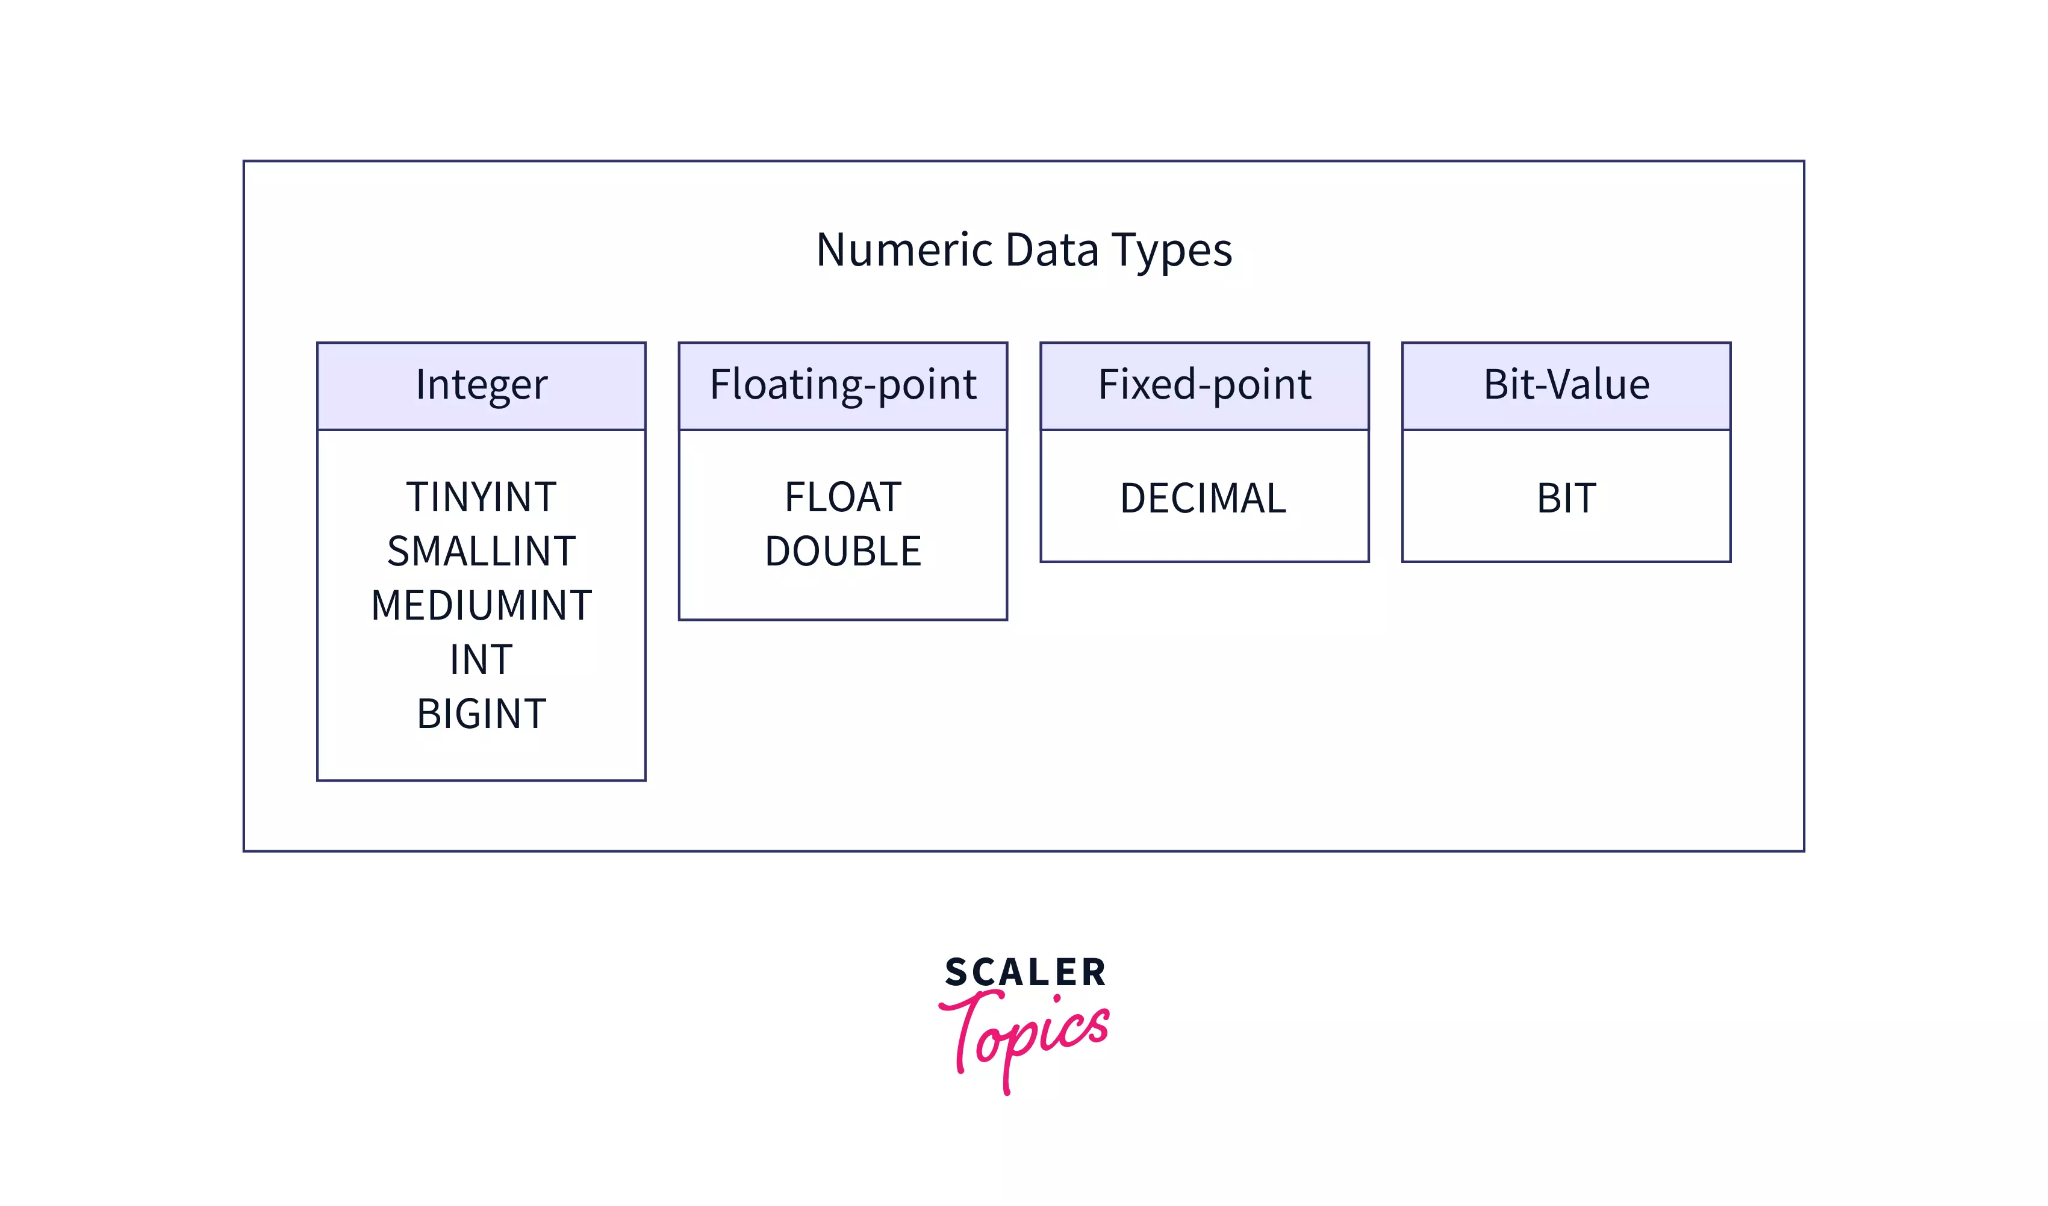 Numeric Data Types
Integer
TINYINT
SMALLINT
MEDIUMINT
INT
BIGINT
Floating-point
FLOAT
DOUBLE
Fixed-point
DECIMAL
Bit-Value
BIT
SCALER
Topics